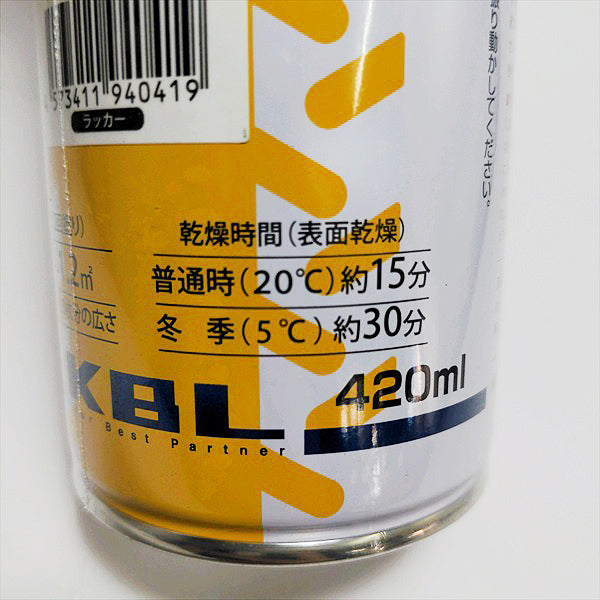 573411 940419
ラッカー
動かしてください。
乾燥時間(表面乾燥)
普通時(20℃)約15分
2㎡
の広さ
冬 季(5℃)約30分
KBL
420ml
Best Partner